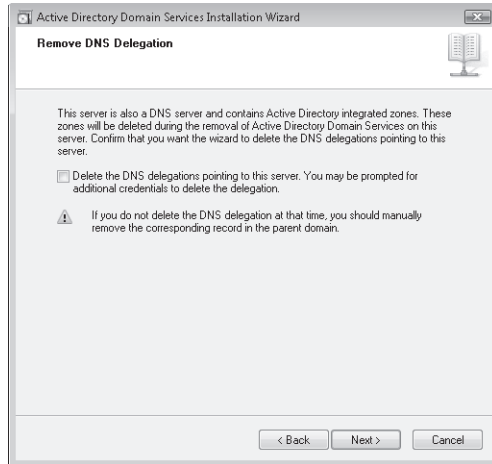 Active Directory Domain Services Installation Wizard
Remove DNS Delegation
This server is also a DNS server and contains Active Directory integrated zones. These
zones will be deleted during the removal of Active Directory Domain Services on this
server. Confirm that you want the wizard to delete the DNS delegations pointing to this
server.
Delete the DNS delegations pointing to this server. You may be prompted for
additional credentials to delete the delegation.
If you do not delete the DNS delegation at that time, you should manually
remove the corresponding record in the parent domain.
< Back
Next >
Cancel